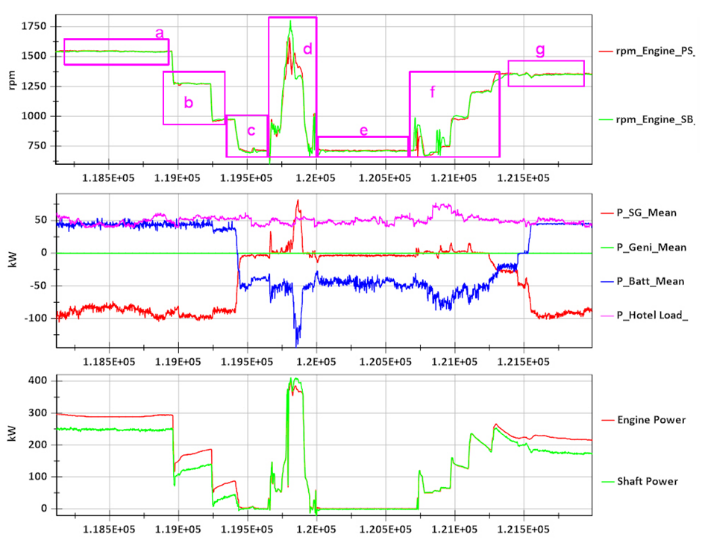 1750
1500
1250
1000
750
rpm
a
b
c
d
e
f
g
rpm_Engine_PS_
rpm_Engine_SB_
1.185E+05 1.19E+05 1.195E+05 1.20E+05 1.205E+05 1.21E+05 1.215E+05
50
0
-50
-100
kW
P_SG_Mean
P_Geni_Mean
P_Batt_Mean
P_Hotel Load_
1.185E+05 1.19E+05 1.195E+05 1.20E+05 1.205E+05 1.21E+05 1.215E+05
400
300
200
100
0
kW
Engine Power
Shaft Power
1.185E+05 1.19E+05 1.195E+05 1.20E+05 1.205E+05 1.21E+05 1.215E+05